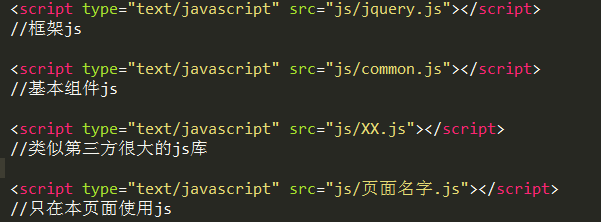 <script type="text/javascript" src="js/jquery.js"></script>
//框架js
<script type="text/javascript" src="js/common.js"></script>
//基本组件js
<script type="text/javascript" src="js/XX.js"></script>
//类似第三方很大的js库
<script type="text/javascript" src="js/页面名字.js"></script>
//只在本页面使用js